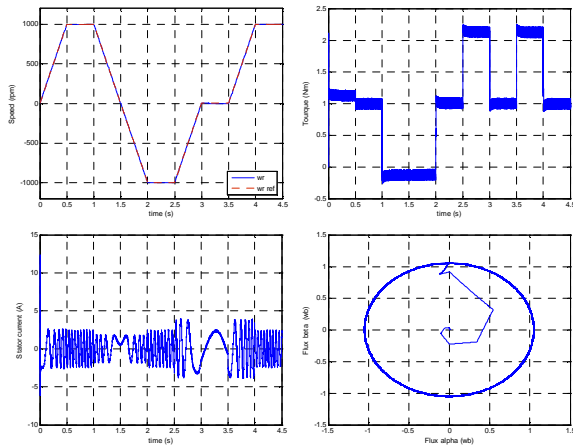 1000
500
0
-500
-1000
Speed (rpm)
0 0.5 1 1.5 2 2.5 3 3.5 4 4.5
time (s)
wr
wr ref
2.5
2
1.5
1
0.5
0
-0.5
Tourque (Nm)
0 0.5 1 1.5 2 2.5 3 3.5 4 4.5
time (s)
15
10
5
0
-5
-10
Stator current (A)
0 0.5 1 1.5 2 2.5 3 3.5 4 4.5
time (s)
1.5
1
0.5
0
-0.5
-1
-1.5
Flux beta (wb)
-1.5 -1 -0.5 0 0.5 1 1.5
Flux alpha (wb)